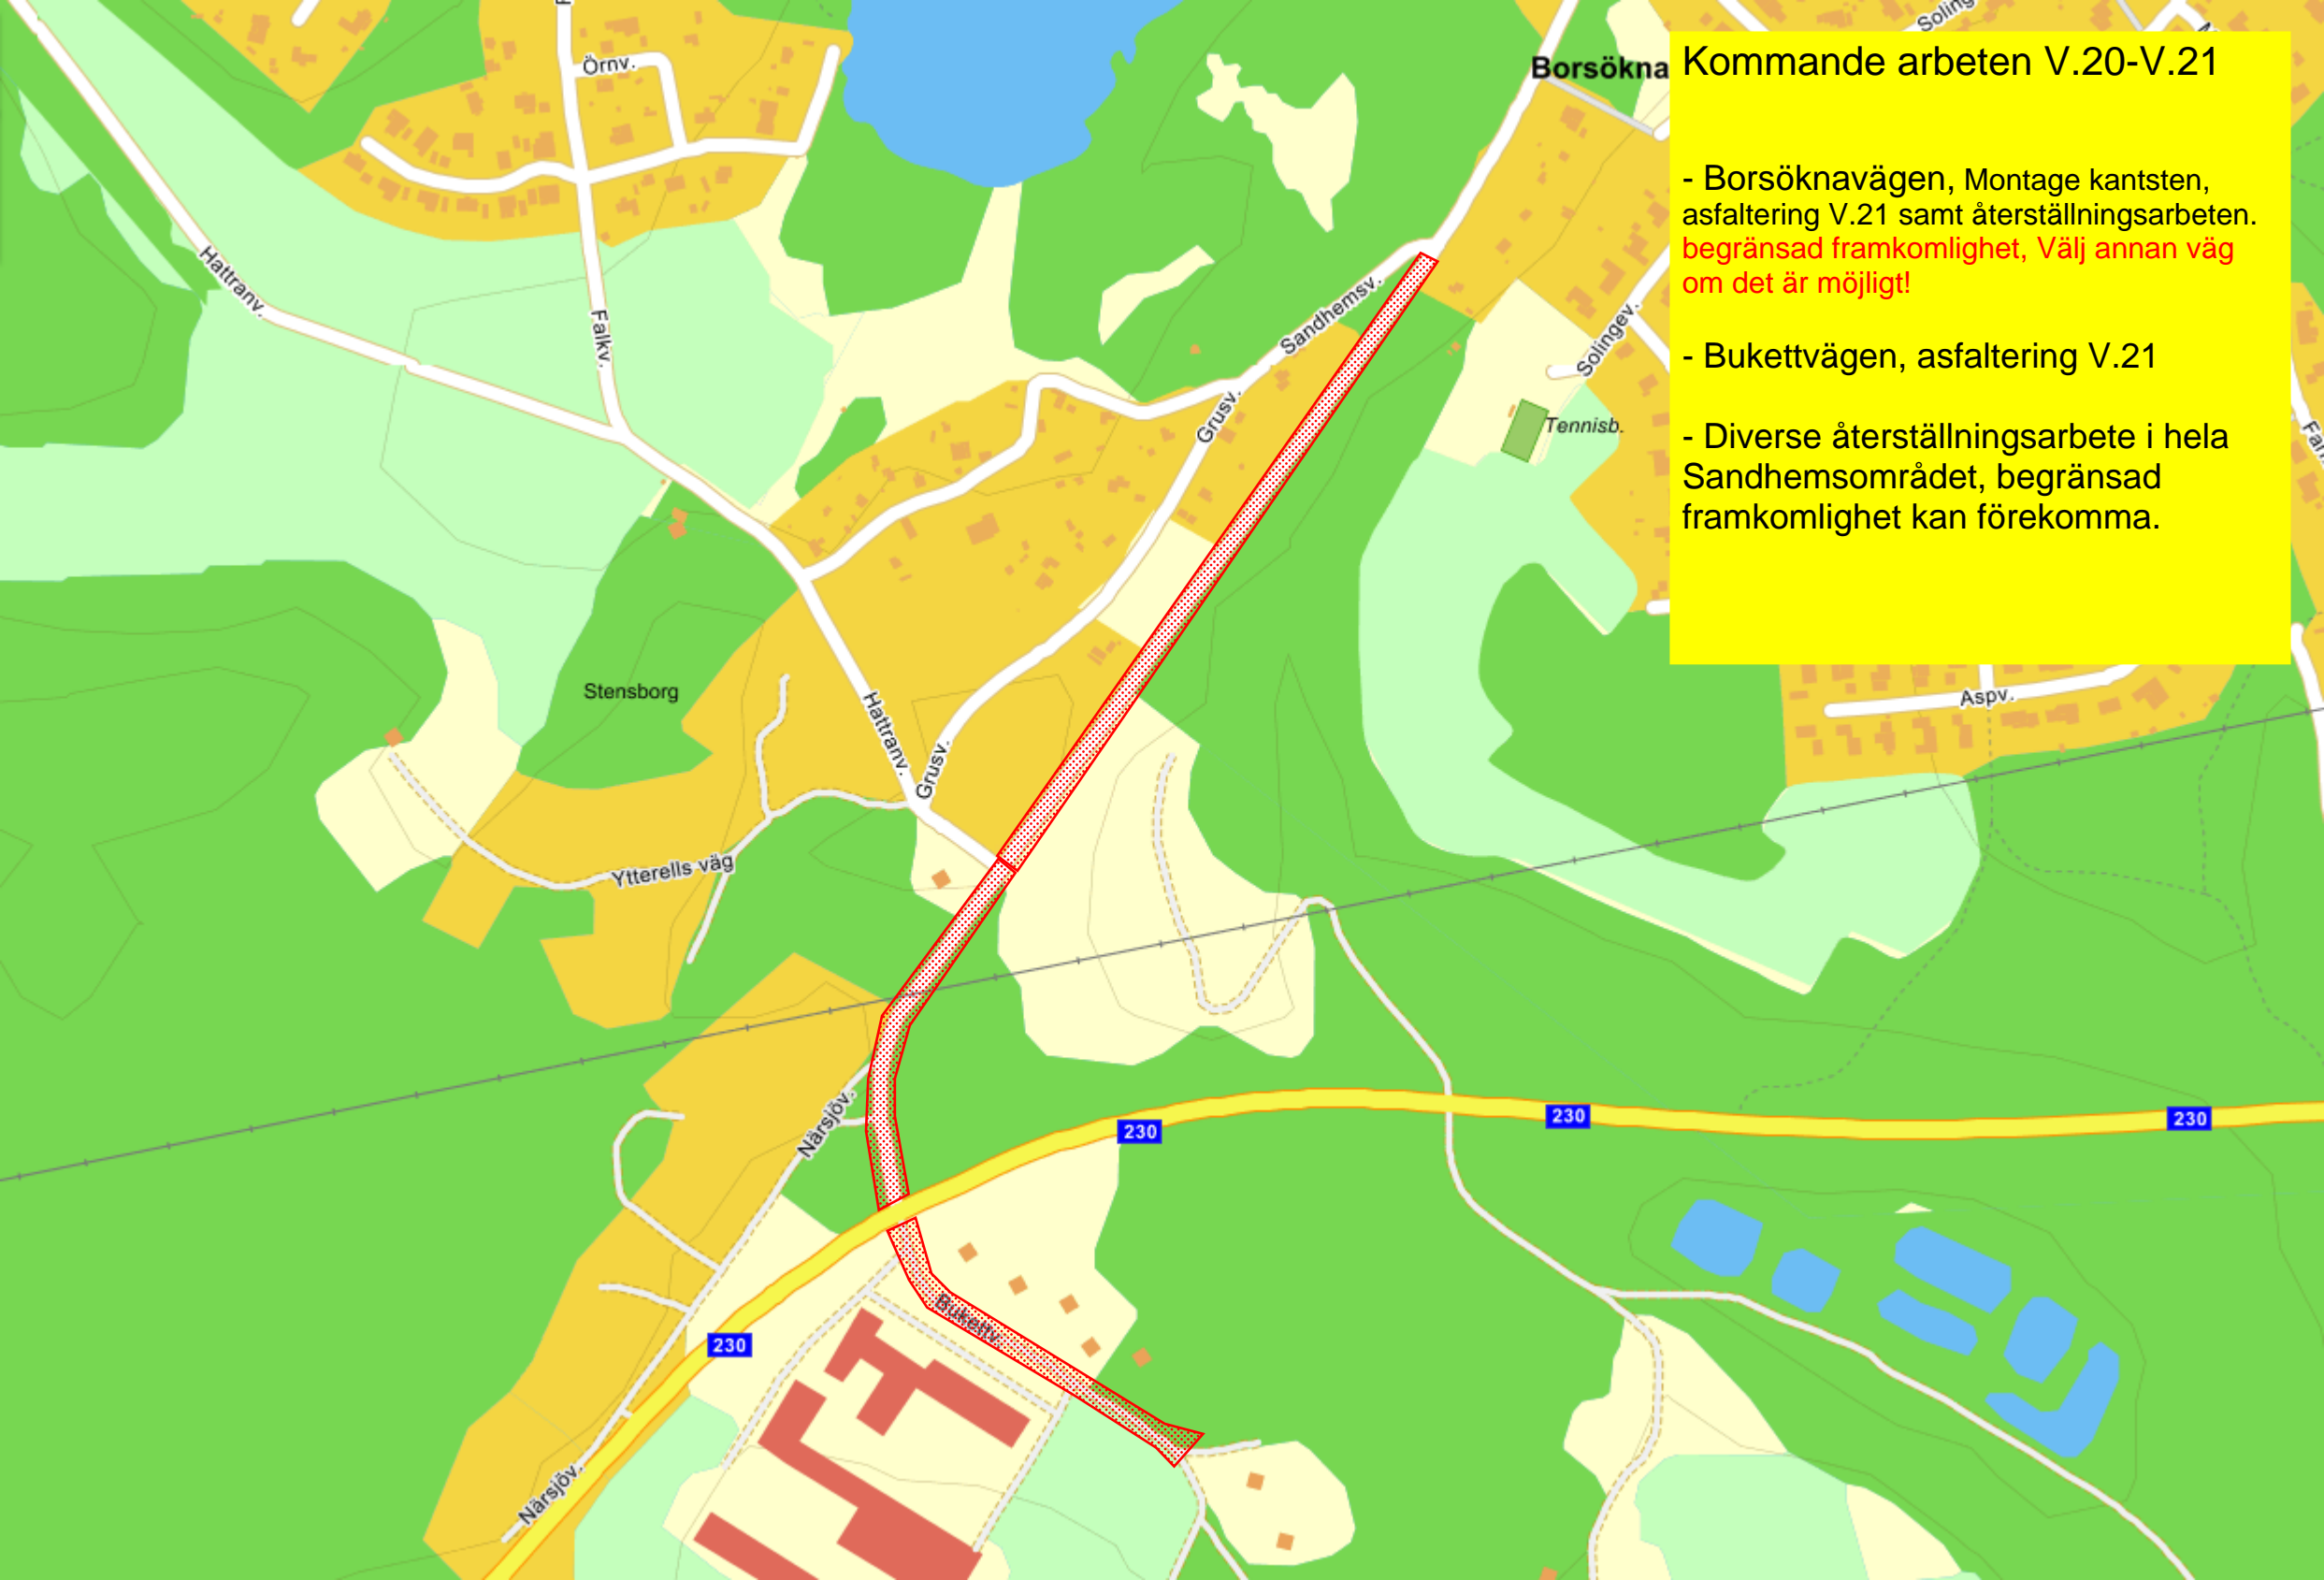 Soling
Örnv.
Borsökna
Kommande arbeten V.20-V.21
- Borsöknavägen, Montage kantsten,
asfaltering V.21 samt återställningsarbeten.
begränsad framkomlighet, Välj annan väg
om det är möjligt!
- Bukettvägen, asfaltering V.21
- Diverse återställningsarbete i hela
Sandhemsområdet, begränsad
framkomlighet kan förekomma.
Hattranv.
Falkv.
Sandhemsv.
Solingev.
Grusv.
Tennisb.
Stensborg
Hattranv.
Grusv.
Aspv.
Ytterells väg
Närsjöv.
230
230
230
Bukettv.
230
Närsjöv.